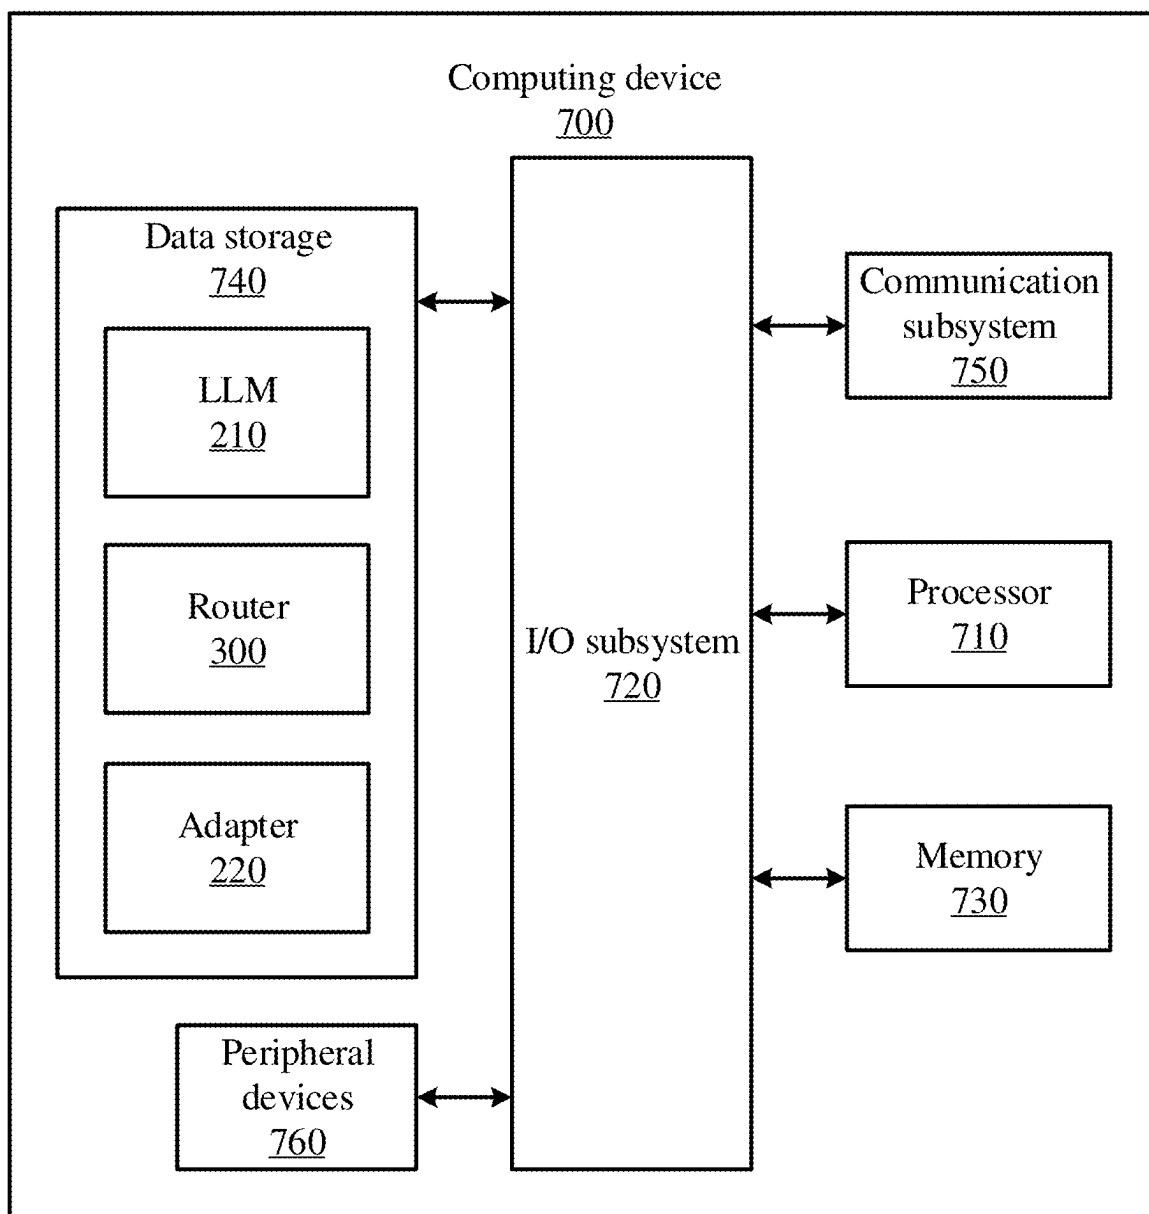 Computing device
700
Data storage
740
LLM
210
Router
300
Adapter
220
Peripheral
devices
760
I/O subsystem
720
Communication
subsystem
750
Processor
710
Memory
730